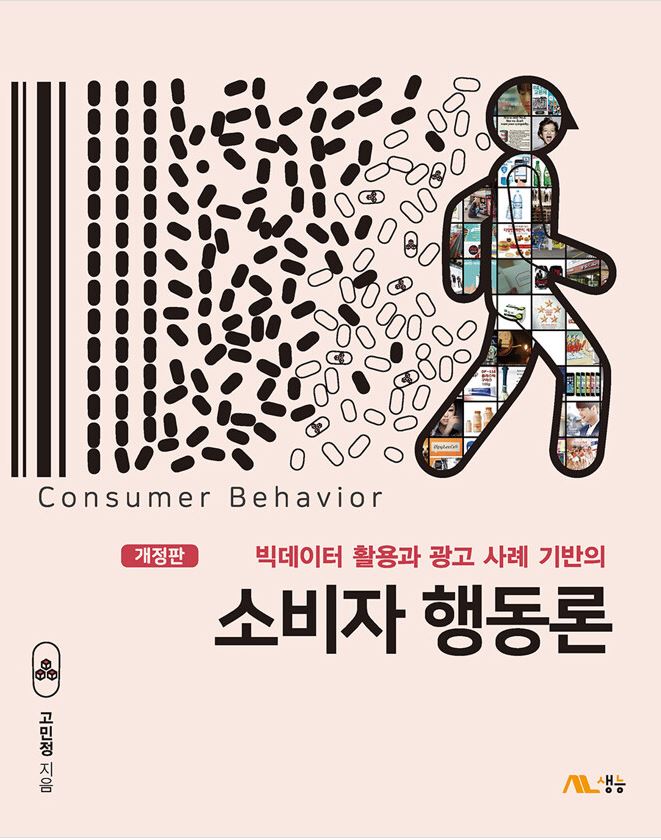 Consumer Behavior
개정판
빅데이터 활용과 광고 사례 기반의
소비자 행동론
고민정 지음
생능